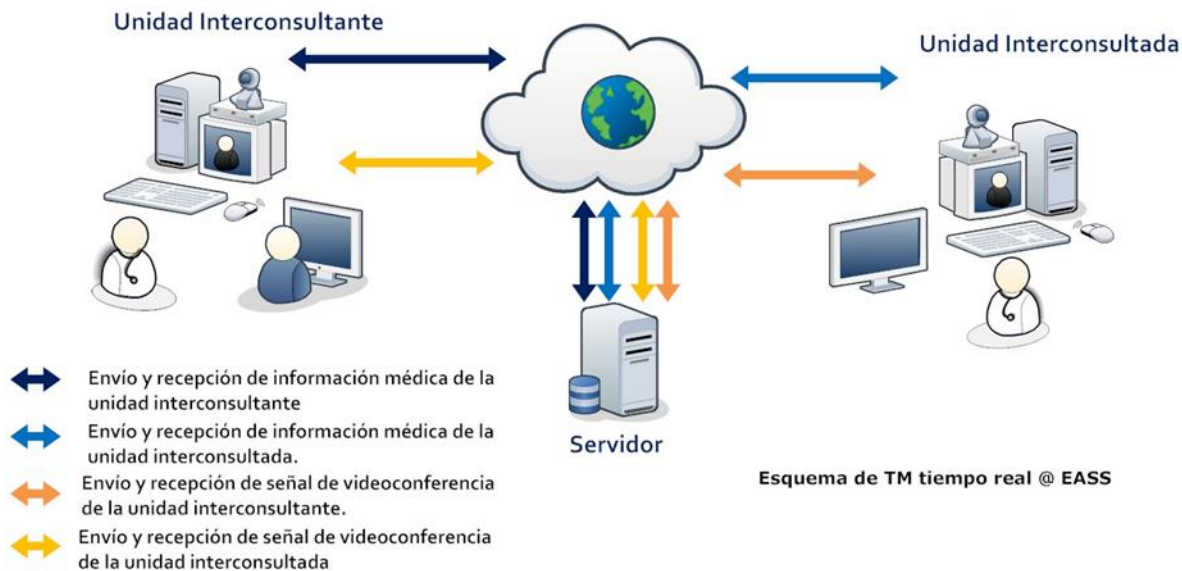 Unidad Interconsultante
Unidad Interconsultada
Servidor
Envío y recepción de información médica de la
unidad interconsultante
Envío y recepción de información médica de la
unidad interconsultada.
Envío y recepción de señal de videoconferencia
de la unidad interconsultante.
Envío y recepción de señal de videoconferencia
de la unidad interconsultada
Esquema de TM tiempo real @ EASS